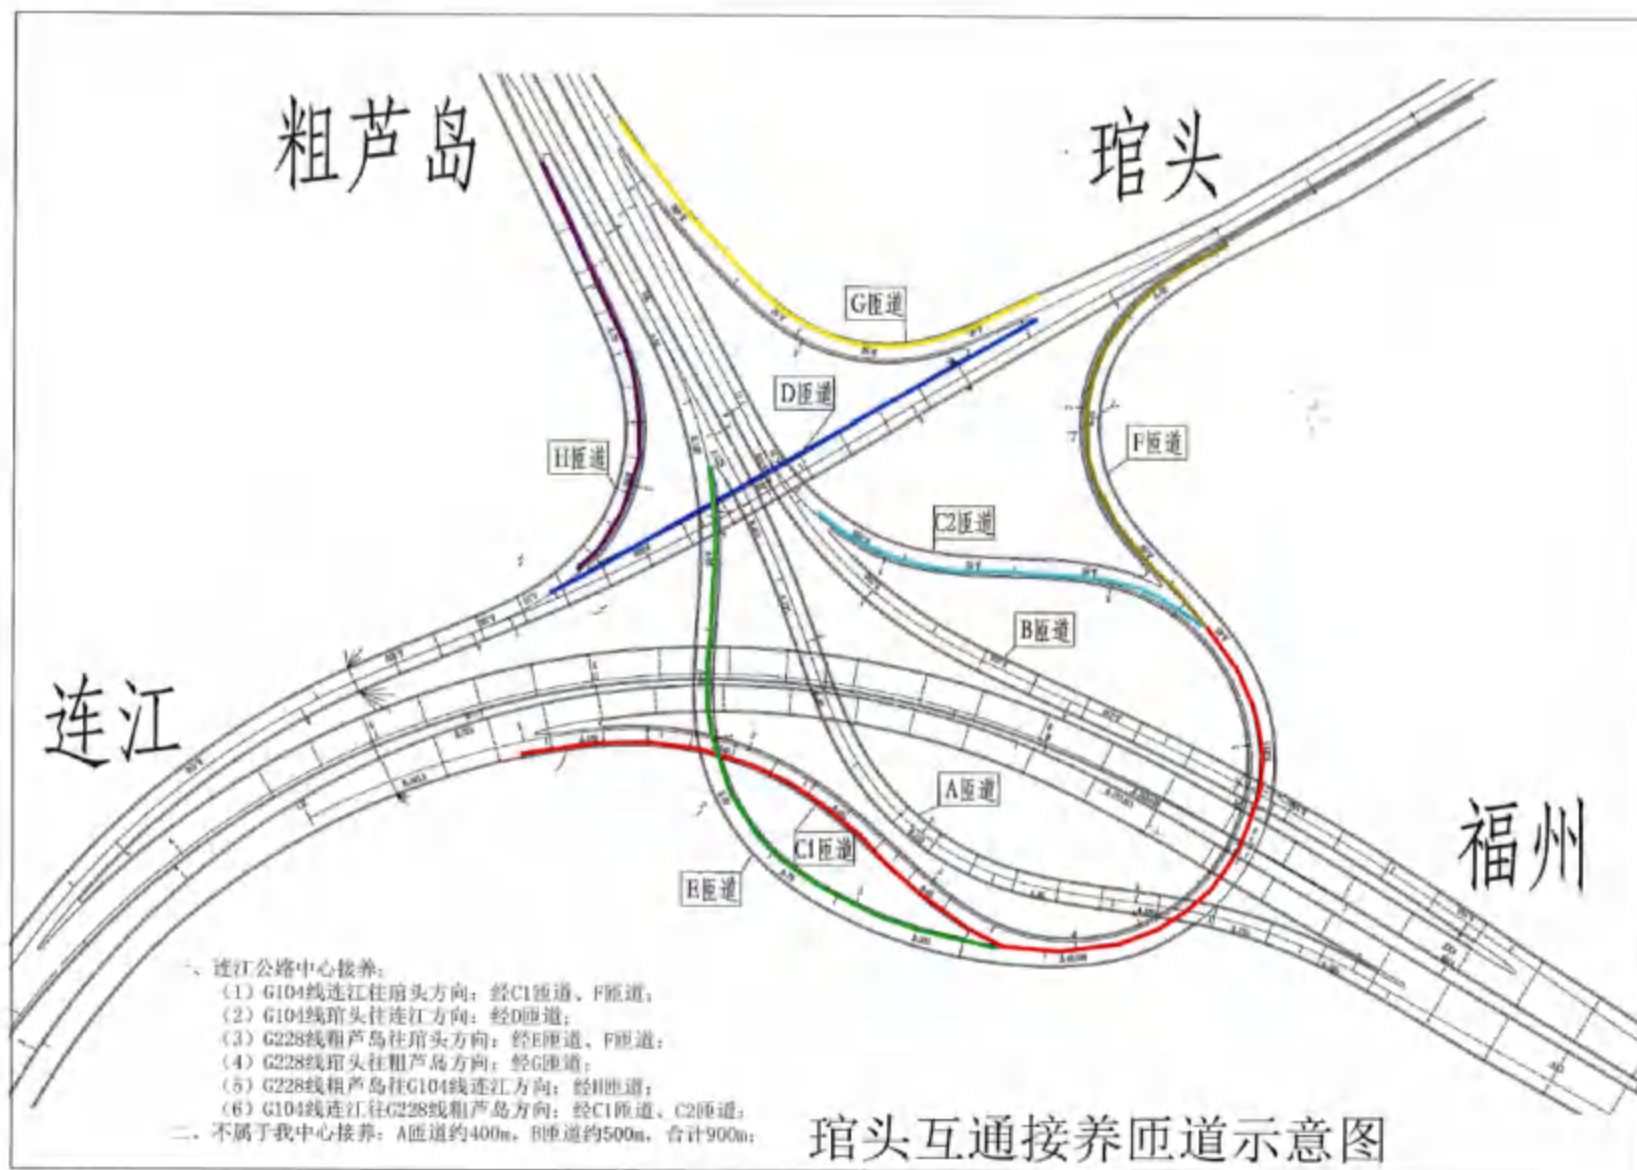 粗芦岛
琯头
G匝道
D匝道
H匝道
F匝道
C2匝道
B匝道
连江
A匝道
C1匝道
E匝道
福州
一、连江公路中心接养：
（1）G104线连江往琯头方向：经C1匝道、F匝道；
（2）G104线琯头往连江方向：经D匝道；
（3）G228线粗芦岛往琯头方向：经E匝道、F匝道；
（4）G228线琯头往粗芦岛方向：经G匝道；
（5）G228线粗芦岛往G104线连江方向：经H匝道；
（6）G104线连江往G228线粗芦岛方向：经C1匝道、C2匝道；
二、不属于我中心接养：A匝道约400m，B匝道约500m，合计900m；
琯头互通接养匝道示意图